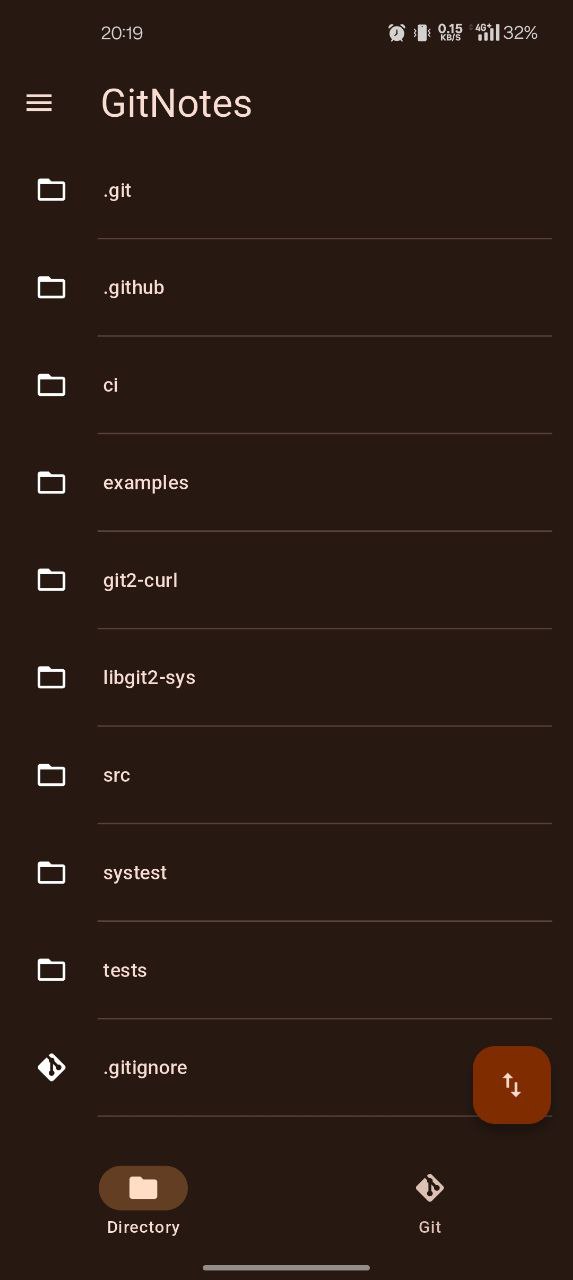 20:19 0.15 KB/S 4G+ 32%
GitNotes
.git
.github
ci
examples
git2-curl
libgit2-sys
src
systest
tests
.gitignore
Directory Git